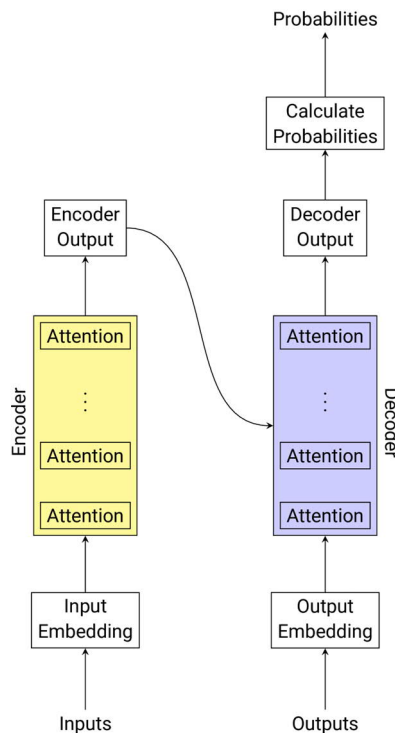 Probabilities
Calculate
Probabilities
Encoder
Output
Decoder
Output
Encoder
Attention
⋮
Attention
Attention
Attention
⋮
Attention
Attention
Decoder
Input
Embedding
Output
Embedding
Inputs
Outputs